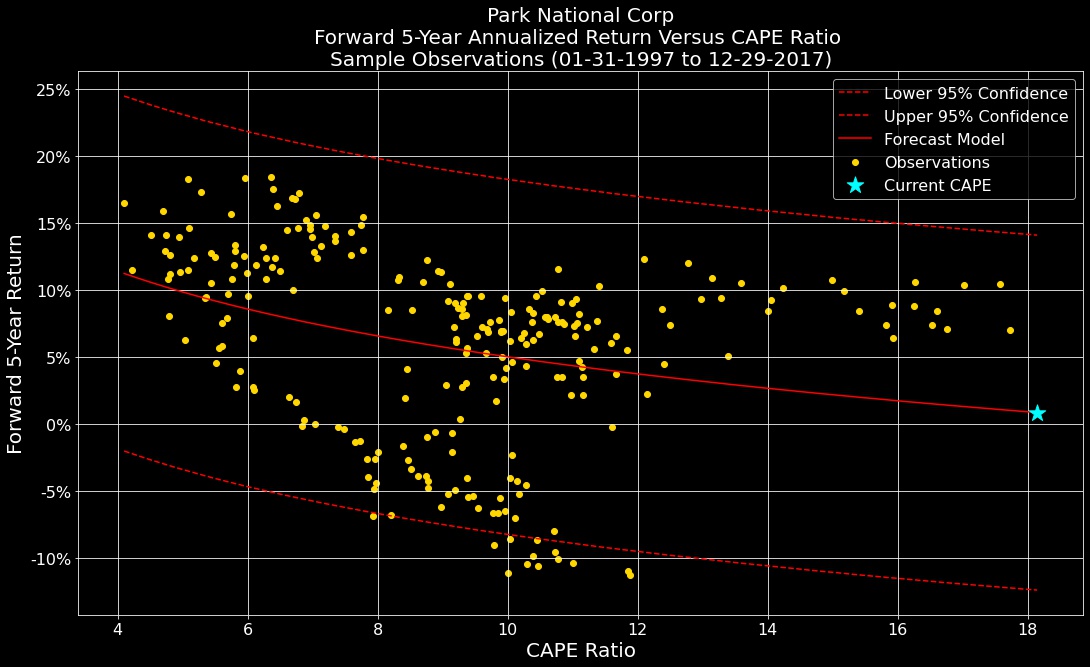 Park National Corp
Forward 5-Year Annualized Return Versus CAPE Ratio
Sample Observations (01-31-1997 to 12-29-2017)
Lower 95% Confidence
Upper 95% Confidence
Forecast Model
Observations
Current CAPE
Forward 5-Year Return
25%
20%
15%
10%
5%
0%
-5%
-10%
4 6 8 10 12 14 16 18
CAPE Ratio